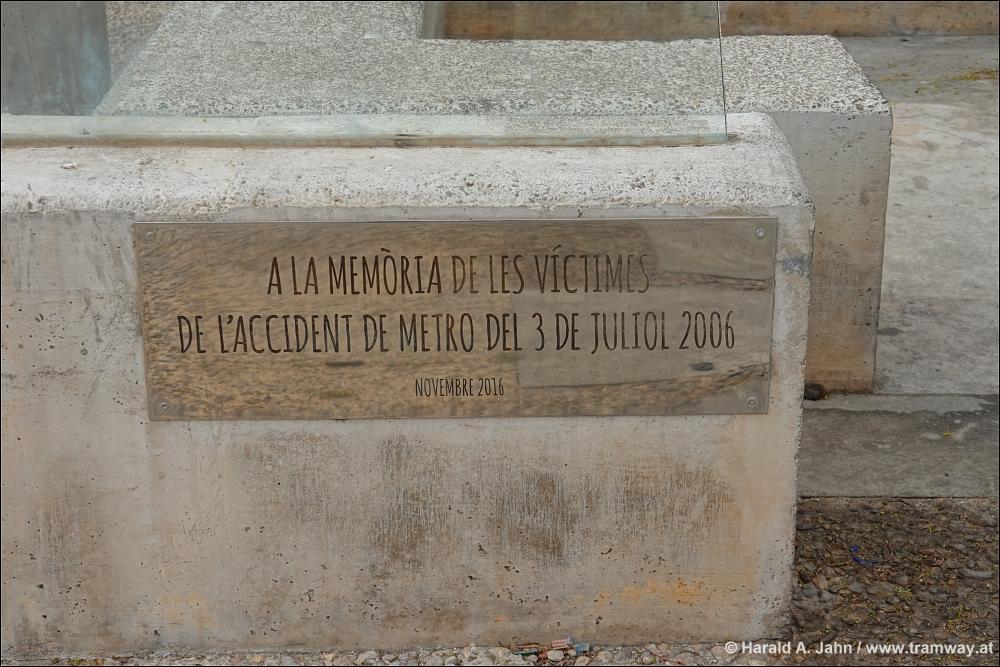 A LA MEMÒRIA DE LES VÍCTIMES
DE L'ACCIDENT DE METRO DEL 3 DE JULIOL 2006
NOVEMBRE 2016
© Harald A. Jahn / www.tramway.at